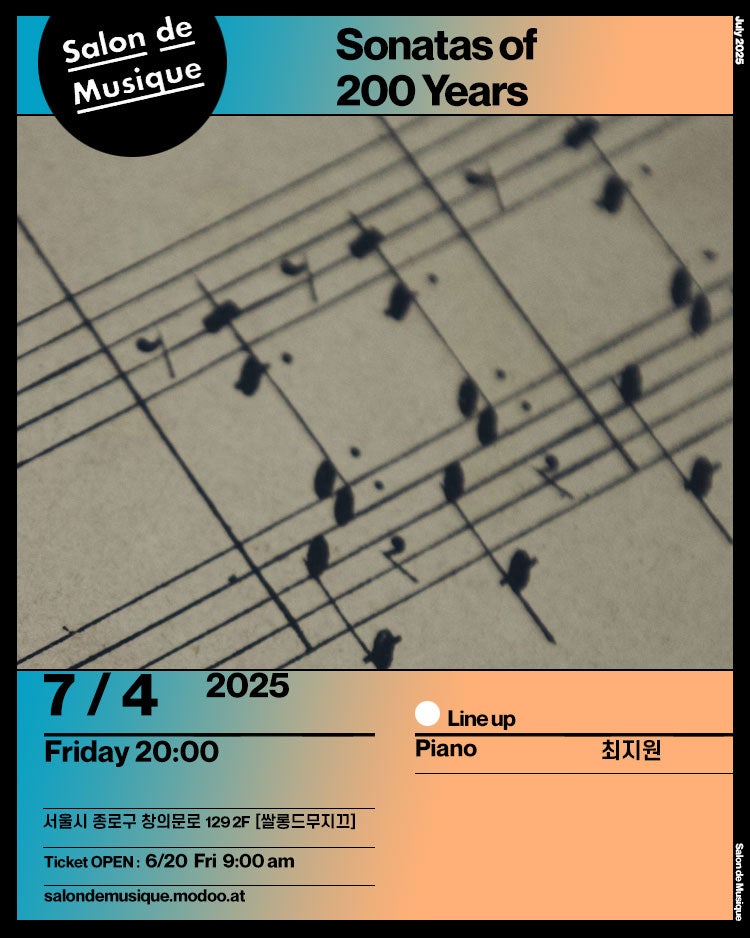 Salon de
Musique
Sonatas of
200 Years
July 2025
7 / 4 2025
Friday 20:00
서울시 종로구 창의문로 129 2F [쌀롱드무지끄]
Ticket OPEN : 6/20 Fri 9:00 am
salondemusique.modoo.at
Line up
Piano 최지원
Salon de Musique